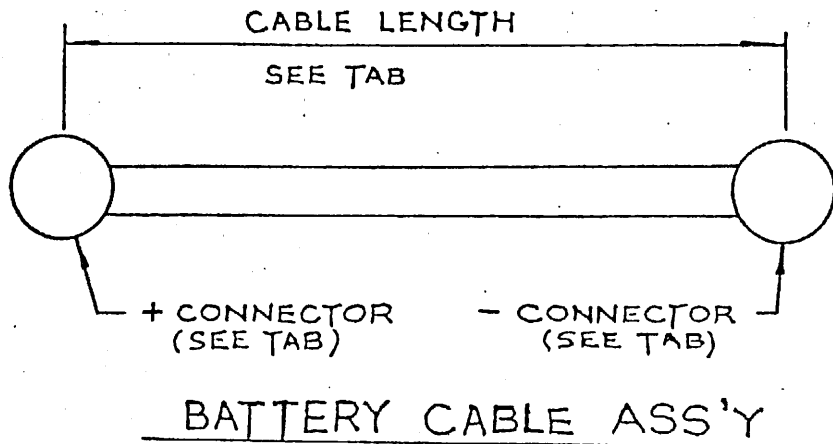 CABLE LENGTH
SEE TAB
+ CONNECTOR
(SEE TAB)
- CONNECTOR
(SEE TAB)
BATTERY CABLE ASS'Y